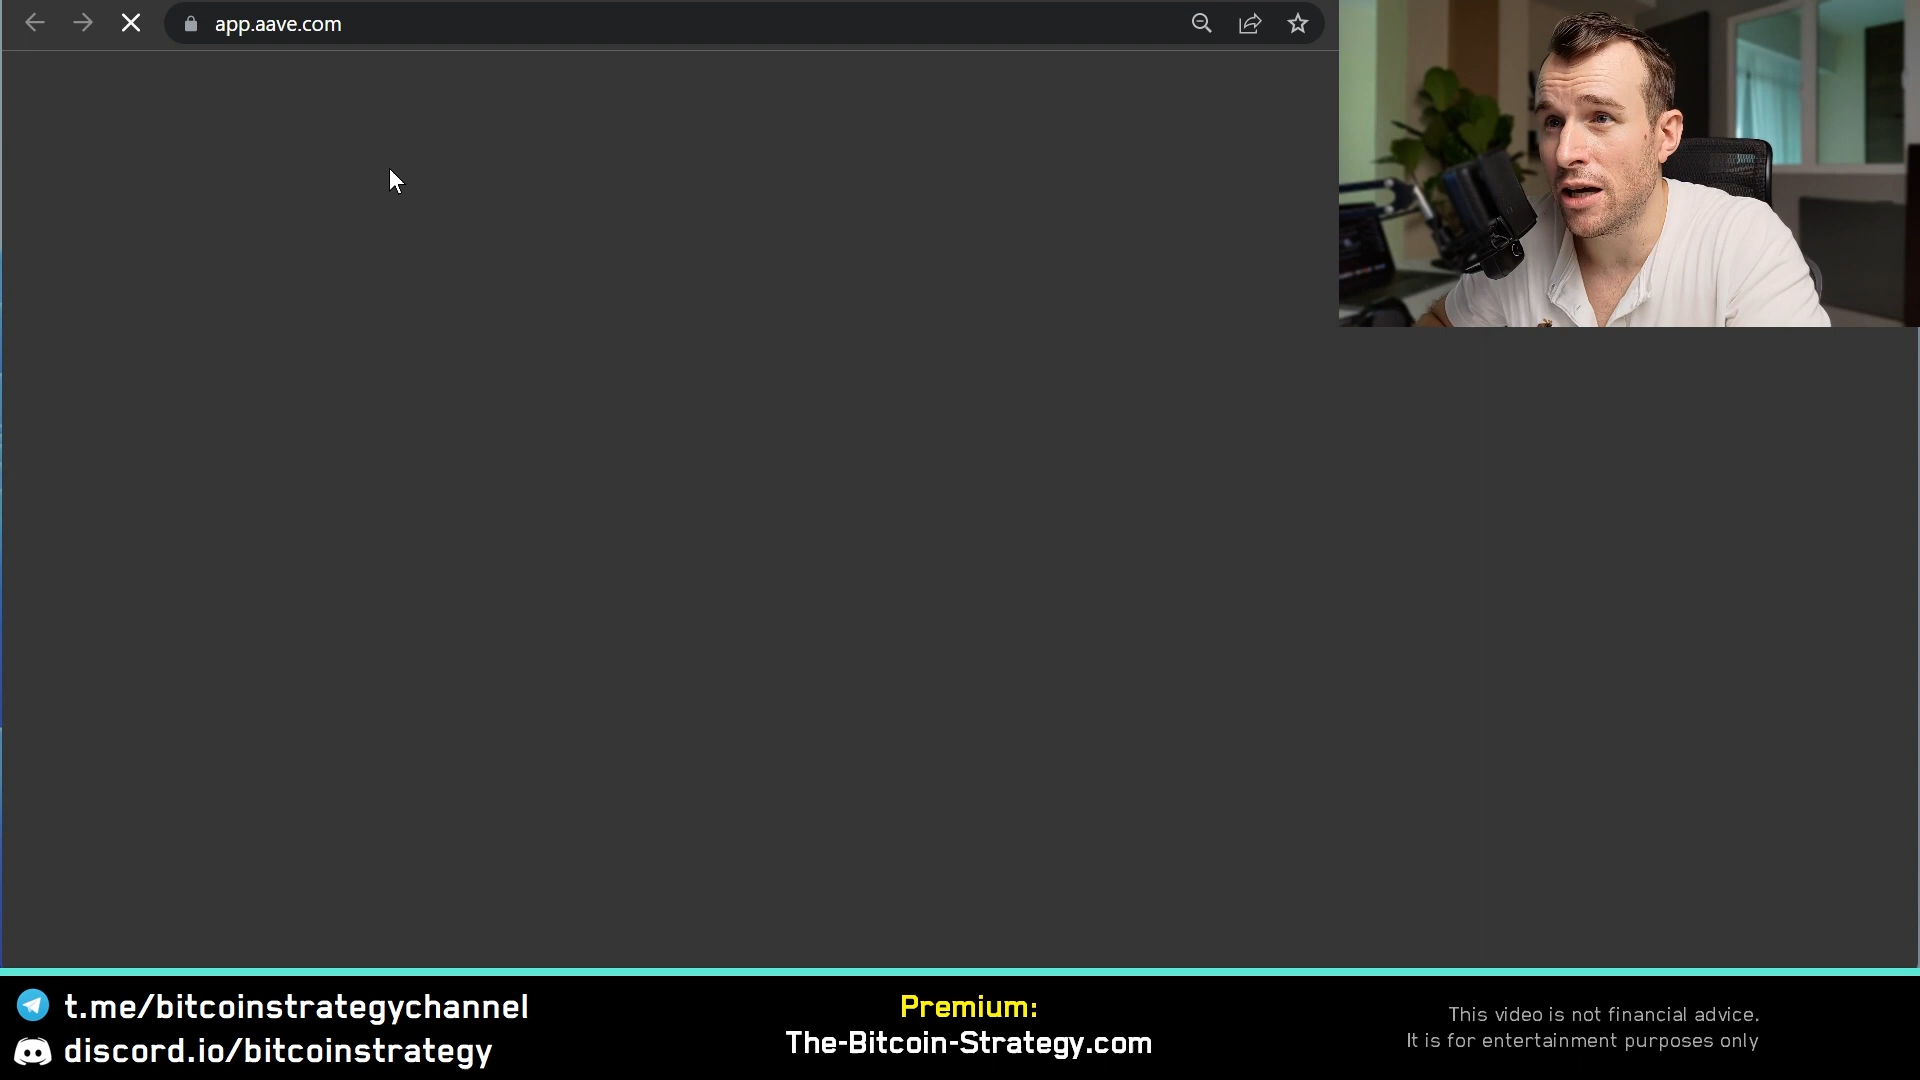 app.aave.com
t.me/bitcoinstrategychannel
discord.io/bitcoinstrategy
Premium:
The-Bitcoin-Strategy.com
This video is not financial advice.
It is for entertainment purposes only